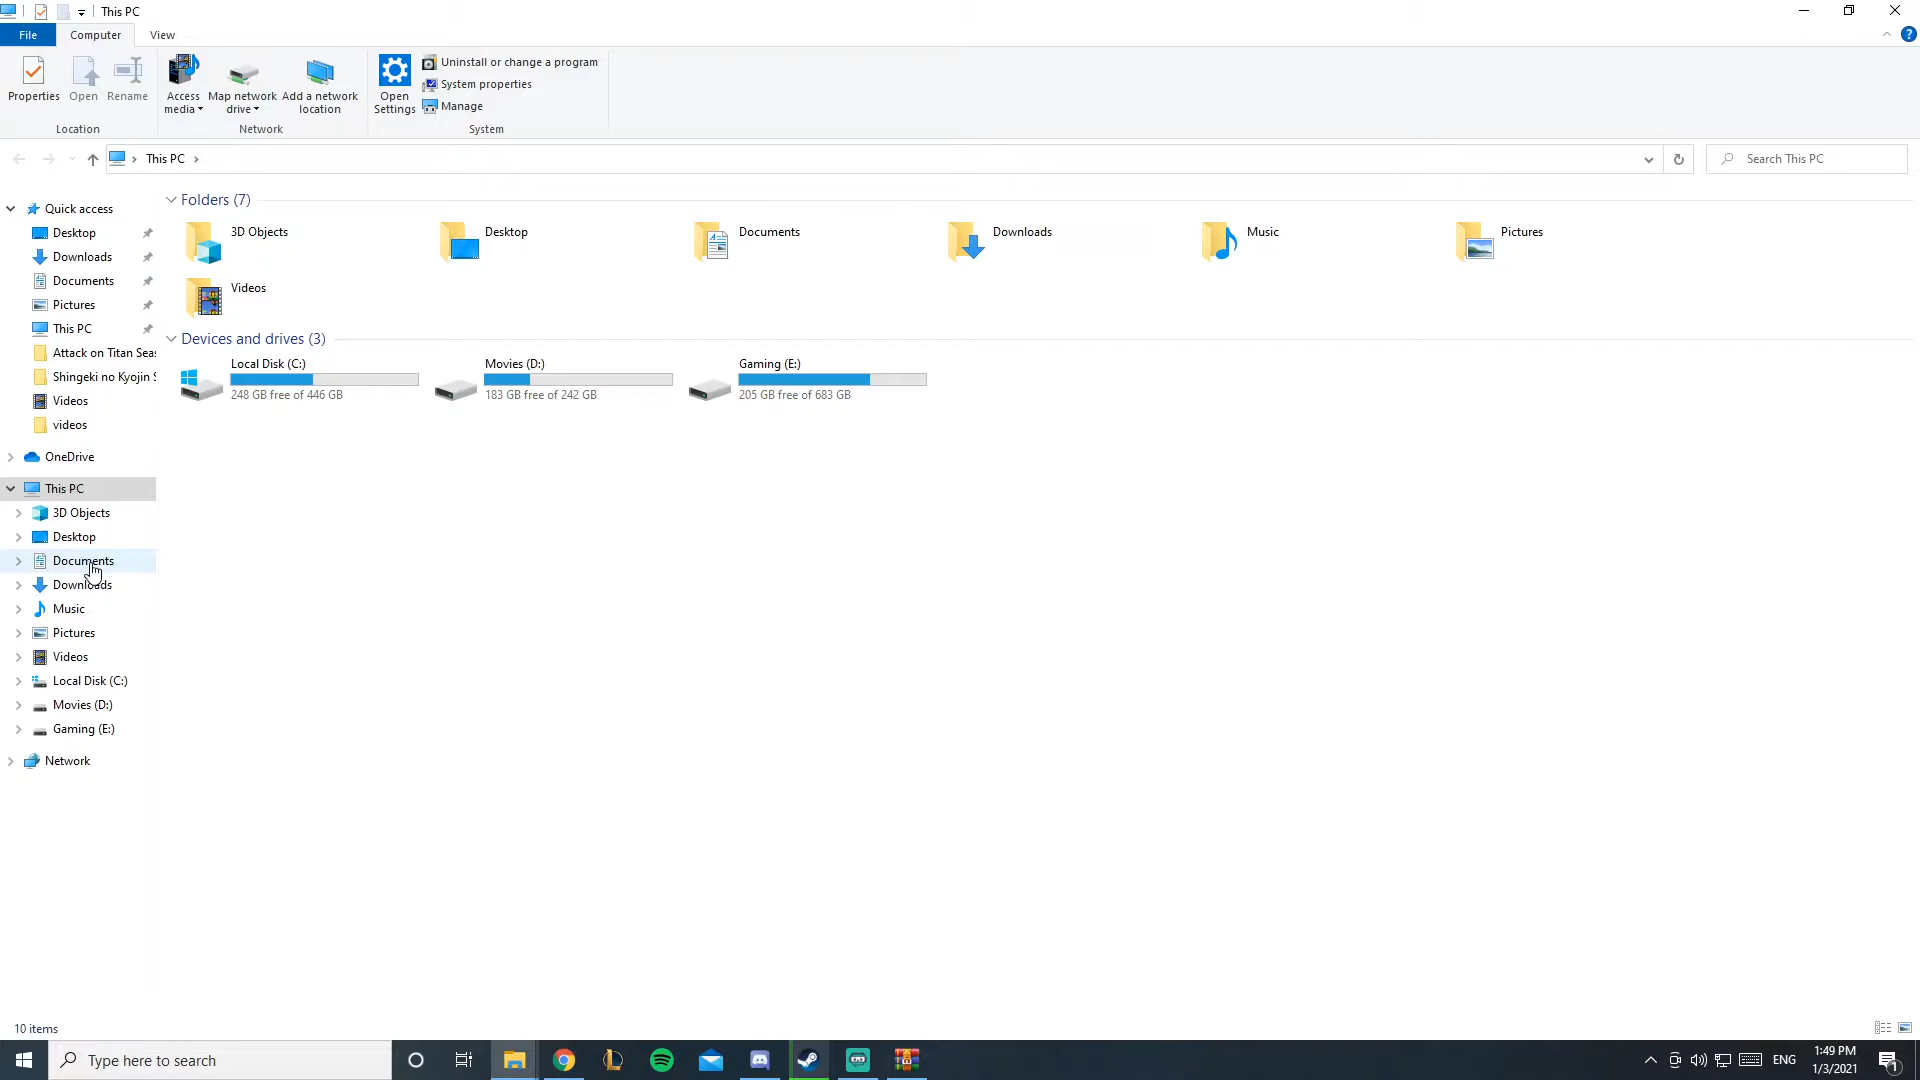 This PC
File
Computer
View
Properties
Open
Rename
Access
media
Map network
drive
Add a network
location
Open
Settings
Uninstall or change a program
System properties
Manage
Location
Network
System
This PC
Search This PC
Quick access
Desktop
Downloads
Documents
Pictures
This PC
Attack on Titan Seas
Shingeki no Kyojin S
Videos
videos
OneDrive
This PC
3D Objects
Desktop
Documents
Downloads
Music
Pictures
Videos
Local Disk (C:)
Movies (D:)
Gaming (E:)
Network
Folders (7)
3D Objects
Desktop
Documents
Downloads
Music
Pictures
Videos
Devices and drives (3)
Local Disk (C:)
248 GB free of 446 GB
Movies (D:)
183 GB free of 242 GB
Gaming (E:)
205 GB free of 683 GB
10 items
Type here to search
ENG
1:49 PM
1/3/2021
1